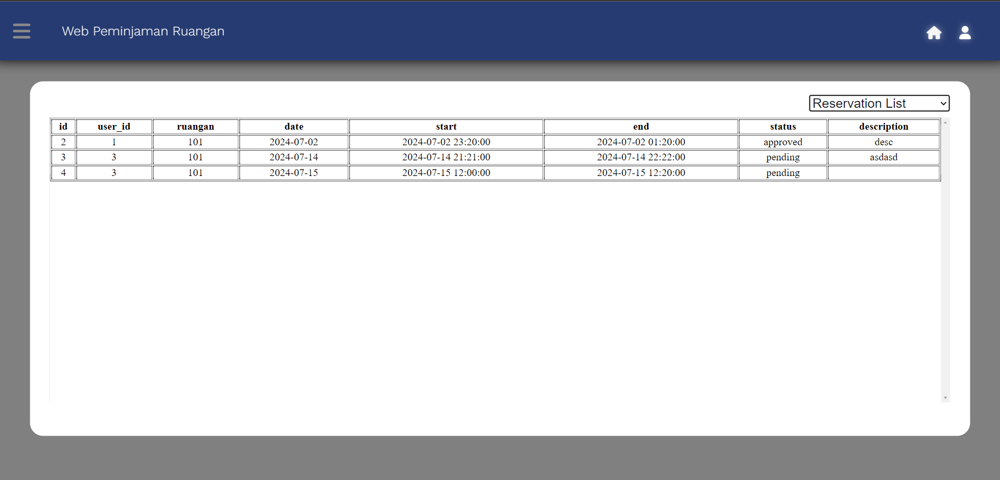 Web Peminjaman Ruangan
Reservation List
id user_id ruangan date start end status description
2 1 101 2024-07-02 2024-07-02 23:20:00 2024-07-02 01:20:00 approved desc
3 3 101 2024-07-14 2024-07-14 21:21:00 2024-07-14 22:22:00 pending asdasd
4 3 101 2024-07-15 2024-07-15 12:00:00 2024-07-15 12:20:00 pending